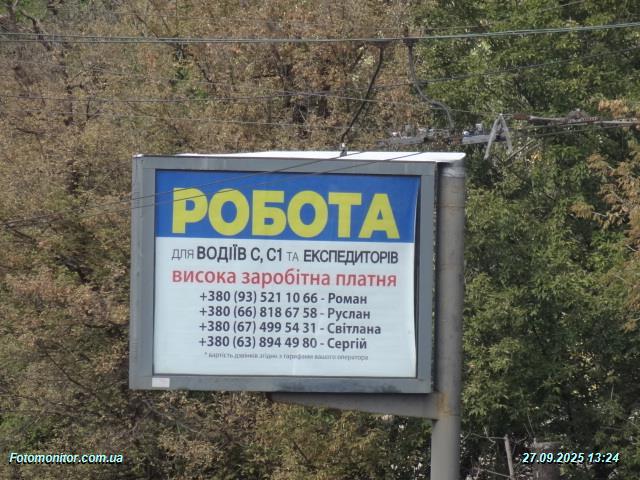 РОБОТА
для ВОДІЇВ С, С1 та ЕКСПЕДИТОРІВ
висока заробітна платня
+380 (93) 521 10 66 - Роман
+380 (66) 818 67 58 - Руслан
+380 (67) 499 54 31 - Світлана
+380 (63) 894 49 80 - Сергій
* вартість дзвінків згідно з тарифами вашого оператора
Fotomonitor.com.ua
27.09.2025 13:24